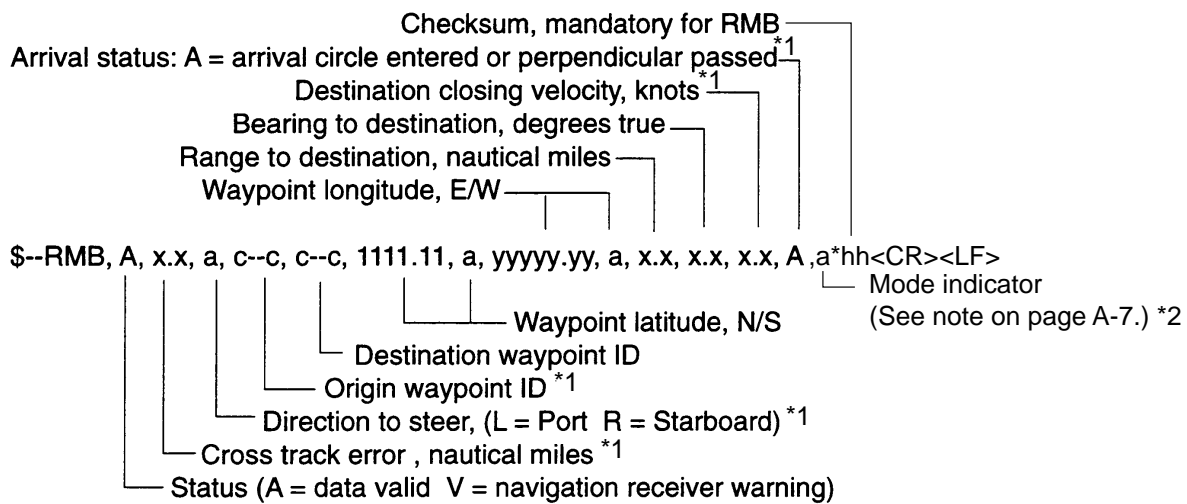 Checksum, mandatory for RMB
Arrival status: A = arrival circle entered or perpendicular passed*1
Destination closing velocity, knots*1
Bearing to destination, degrees true
Range to destination, nautical miles
Waypoint longitude, E/W
$--RMB, A, x.x, a, c--c, c--c, 1111.11, a, yyyyy.yy, a, x.x, x.x, x.x, A ,a*hh<CR><LF>
Mode indicator
(See note on page A-7.) *2
Waypoint latitude, N/S
Destination waypoint ID
Origin waypoint ID *1
Direction to steer, (L = Port R = Starboard) *1
Cross track error , nautical miles *1
Status (A = data valid V = navigation receiver warning)